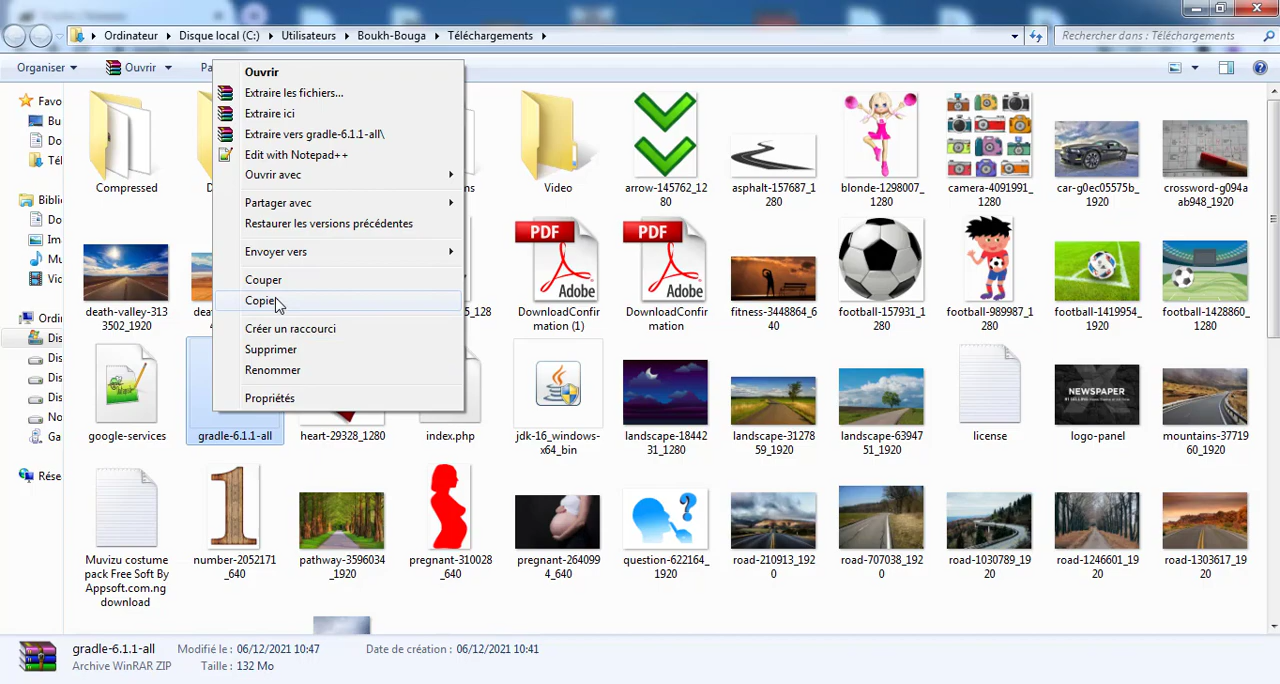 Ordinateur
Disque local (C:)
Utilisateurs
Boukh-Bouga
Téléchargements
Rechercher dans : Téléchargements
Organiser
Ouvrir
Pa
Ouvrir
Extraire les fichiers...
Extraire ici
Extraire vers gradle-6.1.1-all\
Edit with Notepad++
Ouvrir avec
Partager avec
Restaurer les versions précédentes
Envoyer vers
Couper
Copier
Créer un raccourci
Supprimer
Renommer
Propriétés
Favo
Bu
Do
Tél
Bibli
Do
Im
Mu
Vid
Ordin
Dis
Dis
Dis
Dis
No
Ga
Rése
Compressed
D
ns
Video
arrow-145762_12
80
asphalt-157687_1
280
blonde-1298007_
1280
camera-4091991_
1280
car-g0ec05575b_
1920
crossword-g094a
ab948_1920
death-valley-313
3502_1920
dea
5_128
DownloadConfir
mation (1)
DownloadConfir
mation
fitness-3448864_6
40
football-157931_1
280
football-989987_1
280
football-1419954_
1920
football-1428860_
1280
google-services
gradle-6.1.1-all
heart-29328_1280
index.php
jdk-16_windows-
x64_bin
landscape-18442
31_1280
landscape-31278
59_1920
landscape-63947
51_1920
license
NEWSPAPER
logo-panel
mountains-37719
60_1920
PDF
Adobe
PDF
Adobe
Muvizu costume
pack Free Soft By
Appsoft.com.ng
download
number-2052171
_640
pathway-3596034
_1920
pregnant-310028
_640
pregnant-264099
4_640
question-622164_
1920
road-210913_192
0
road-707038_192
0
road-1030789_19
20
road-1246601_19
20
road-1303617_19
20
gradle-6.1.1-all
Modifié le : 06/12/2021 10:47
Date de création : 06/12/2021 10:41
Archive WinRAR ZIP
Taille : 132 Mo